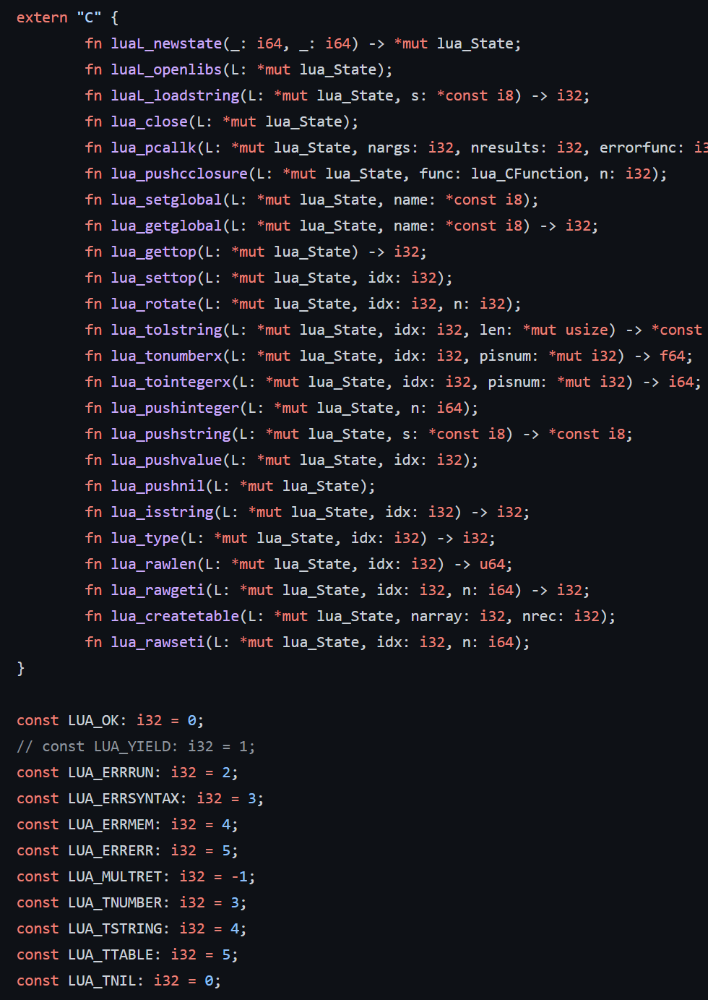 extern "C" {
fn luaL_newstate(_: i64, _: i64) -> *mut lua_State;
fn luaL_openlibs(L: *mut lua_State);
fn luaL_loadstring(L: *mut lua_State, s: *const i8) -> i32;
fn lua_close(L: *mut lua_State);
fn lua_pcallk(L: *mut lua_State, nargs: i32, nresults: i32, errorfunc: i3
fn lua_pushcclosure(L: *mut lua_State, func: lua_CFunction, n: i32);
fn lua_setglobal(L: *mut lua_State, name: *const i8);
fn lua_getglobal(L: *mut lua_State, name: *const i8) -> i32;
fn lua_gettop(L: *mut lua_State) -> i32;
fn lua_settop(L: *mut lua_State, idx: i32);
fn lua_rotate(L: *mut lua_State, idx: i32, n: i32);
fn lua_tolstring(L: *mut lua_State, idx: i32, len: *mut usize) -> *const
fn lua_tonumberx(L: *mut lua_State, idx: i32, pisnum: *mut i32) -> f64;
fn lua_tointegerx(L: *mut lua_State, idx: i32, pisnum: *mut i32) -> i64;
fn lua_pushinteger(L: *mut lua_State, n: i64);
fn lua_pushstring(L: *mut lua_State, s: *const i8) -> *const i8;
fn lua_pushvalue(L: *mut lua_State, idx: i32);
fn lua_pushnil(L: *mut lua_State);
fn lua_isstring(L: *mut lua_State, idx: i32) -> i32;
fn lua_type(L: *mut lua_State, idx: i32) -> i32;
fn lua_rawlen(L: *mut lua_State, idx: i32) -> u64;
fn lua_rawgeti(L: *mut lua_State, idx: i32, n: i64) -> i32;
fn lua_createtable(L: *mut lua_State, narray: i32, nrec: i32);
fn lua_rawseti(L: *mut lua_State, idx: i32, n: i64);
}
const LUA_OK: i32 = 0;
// const LUA_YIELD: i32 = 1;
const LUA_ERRRUN: i32 = 2;
const LUA_ERRSYNTAX: i32 = 3;
const LUA_ERRMEM: i32 = 4;
const LUA_ERRERR: i32 = 5;
const LUA_MULTRET: i32 = -1;
const LUA_TNUMBER: i32 = 3;
const LUA_TSTRING: i32 = 4;
const LUA_TTABLE: i32 = 5;
const LUA_TNIL: i32 = 0;